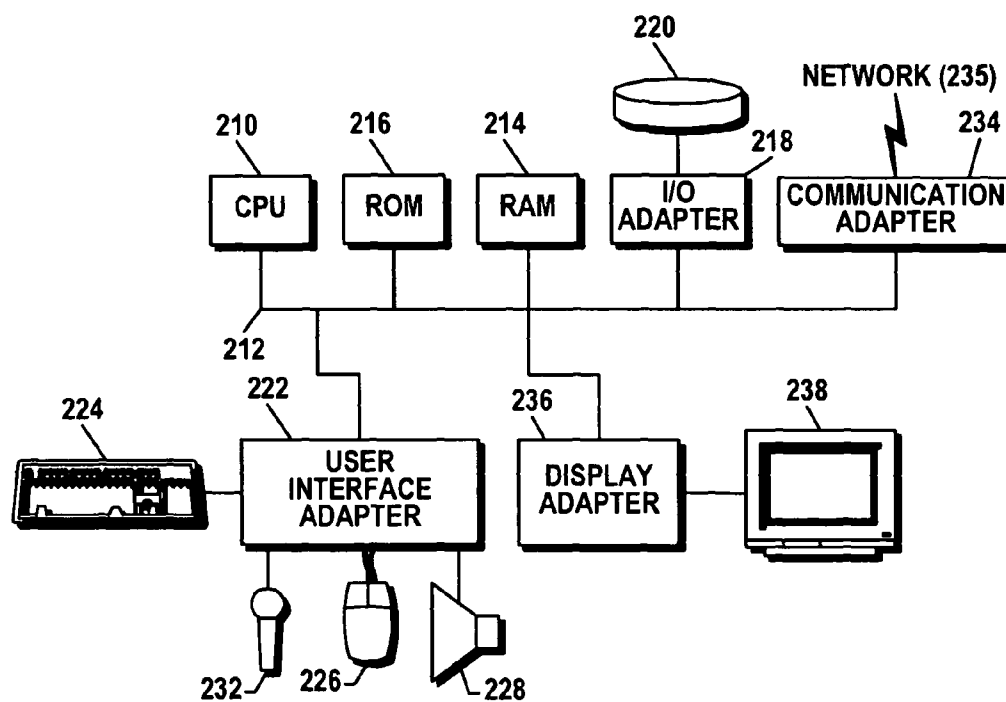 220
NETWORK (235)
210
216
214
218
234
CPU
ROM
RAM
I/O
ADAPTER
COMMUNICATION
ADAPTER
212
222
236
238
224
USER
INTERFACE
ADAPTER
DISPLAY
ADAPTER
232
226
228